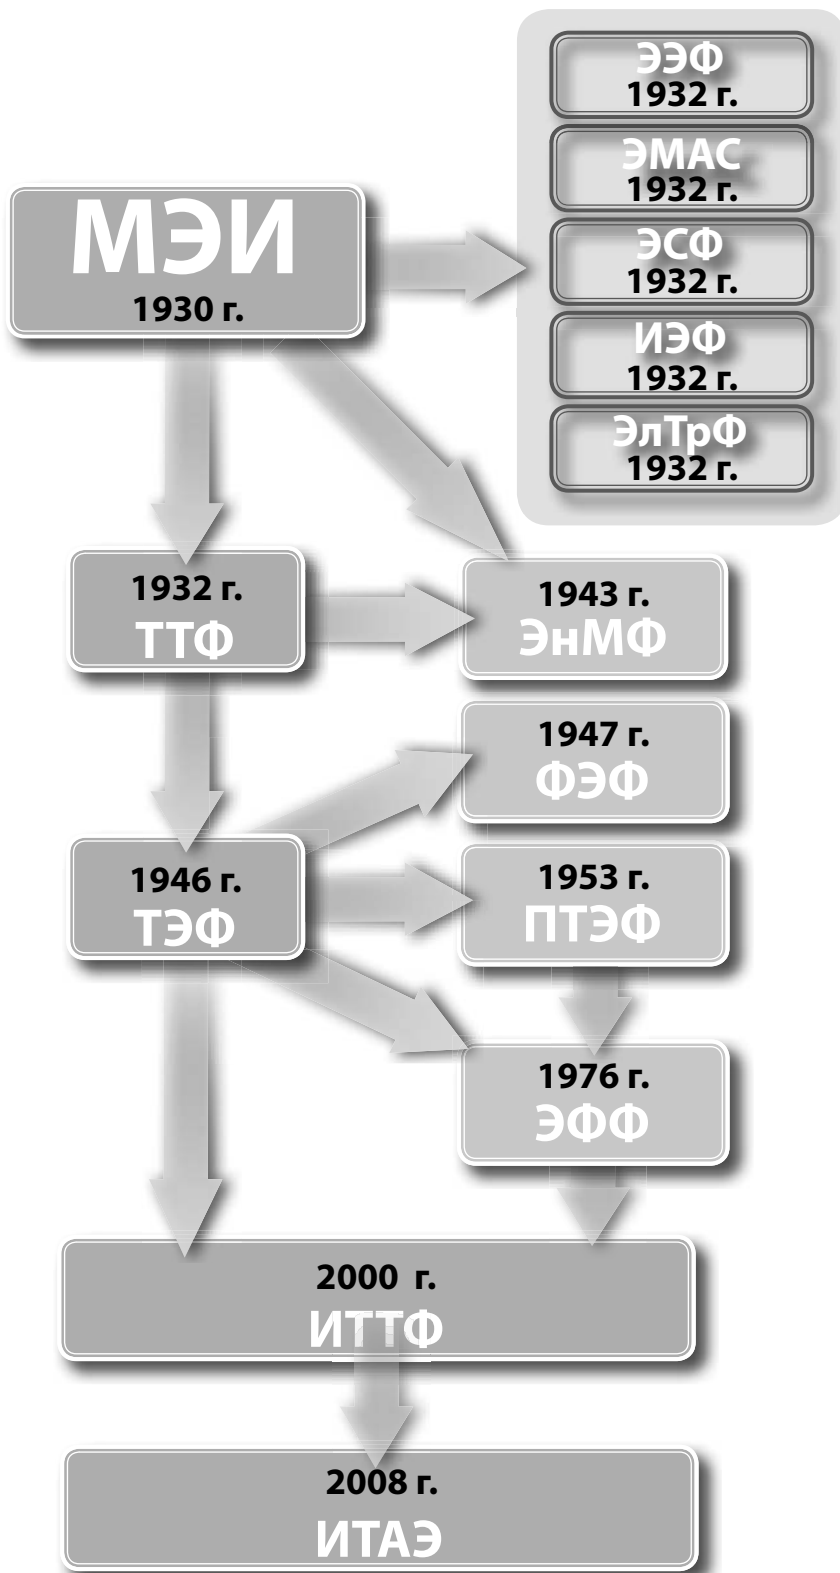 ЭЭФ
1932 г.
ЭМАС
1932 г.
МЭИ
1930 г.
ЭСФ
1932 г.
ИЭФ
1932 г.
ЭлТрФ
1932 г.
1932 г.
ТТФ
1943 г.
ЭнМФ
1947 г.
ФЭФ
1946 г.
ТЭФ
1953 г.
ПТЭФ
1976 г.
ЭФФ
2000 г.
ИТТФ
2008 г.
ИТАЭ